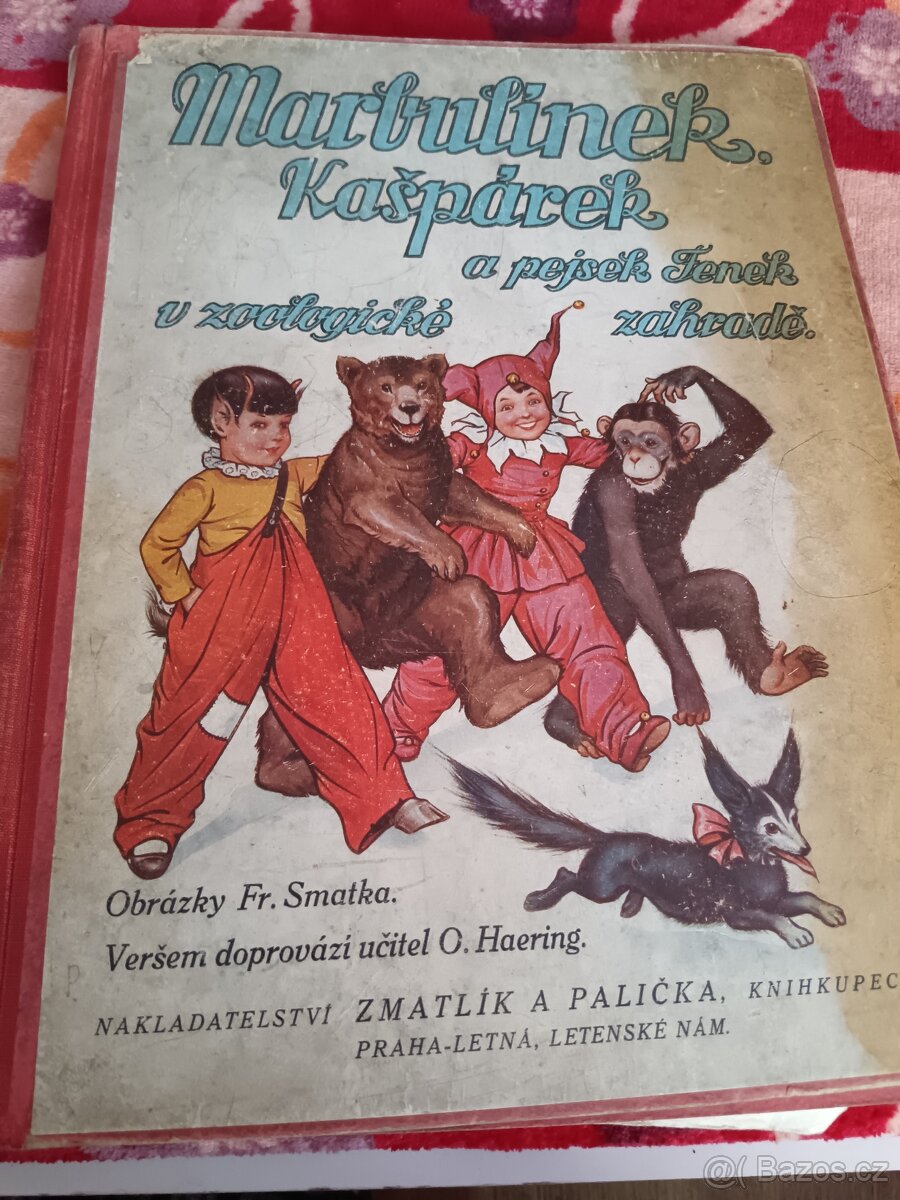 Marbulínek,
Kašpárek
a pejsek Fenek
v zoologické zahradě.
Obrázky Fr. Smatka.
Veršem doprovází učitel O. Haering.
NAKLADATELSTVÍ ZMATLÍK A PALIČKA, KNIHKUPEC
PRAHA-LETNÁ, LETENSKÉ NÁM.
@( Bazos.cz